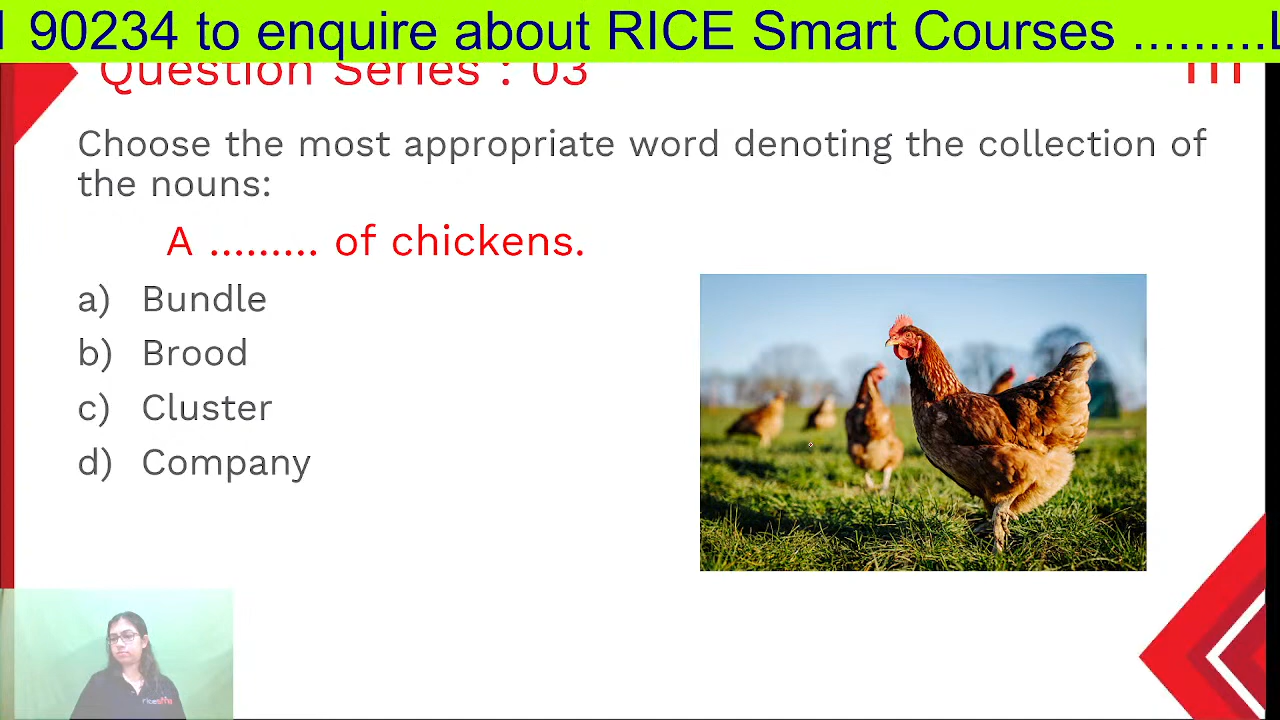 90234 to enquire about RICE Smart Courses .........L
Question Series : 03
Choose the most appropriate word denoting the collection of
the nouns:
A ......... of chickens.
a) Bundle
b) Brood
c) Cluster
d) Company
rice